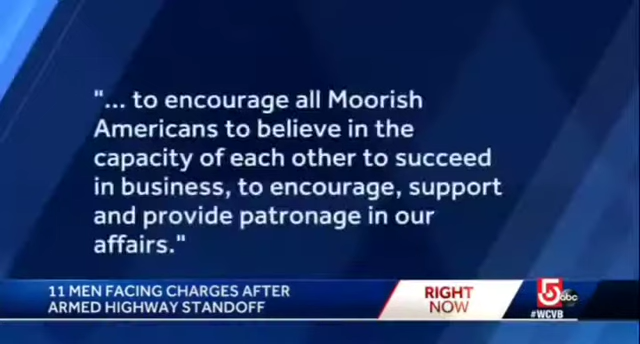 "... to encourage all Moorish
Americans to believe in the
capacity of each other to succeed
in business, to encourage, support
and provide patronage in our
affairs."
11 MEN FACING CHARGES AFTER
ARMED HIGHWAY STANDOFF
RIGHT
NOW
5 abc
#WCVB